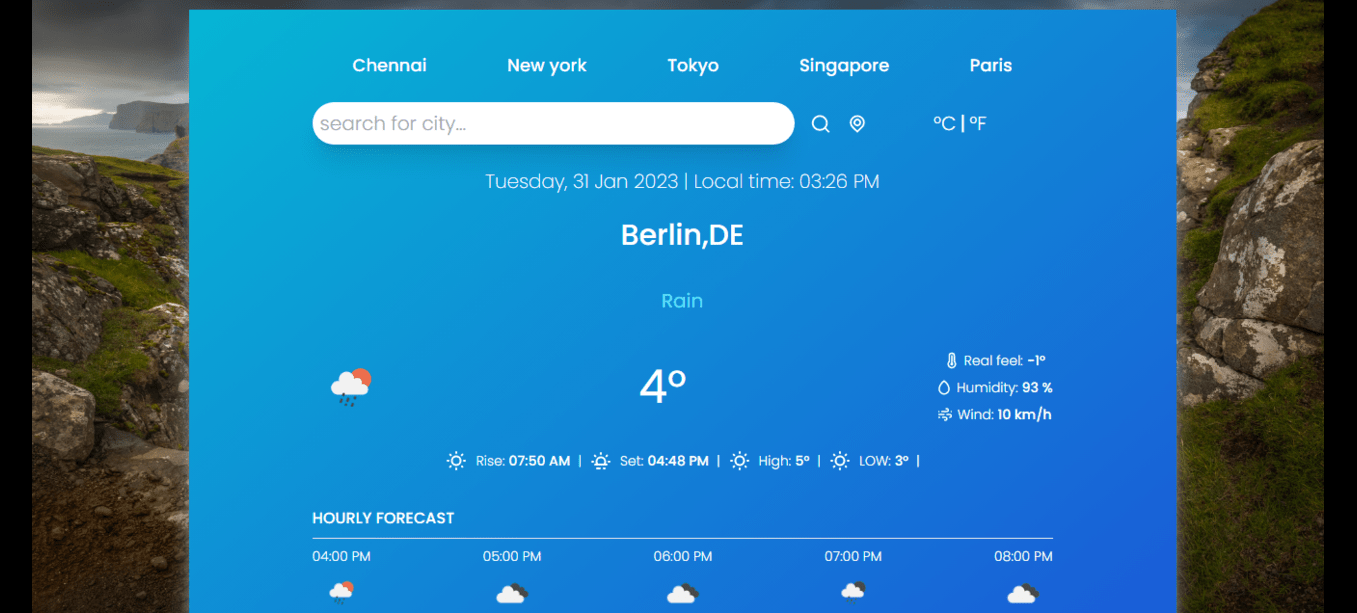 Chennai New york Tokyo Singapore Paris
search for city... °C | °F
Tuesday, 31 Jan 2023 | Local time: 03:26 PM
Berlin,DE
Rain
4°
Real feel: -1°
Humidity: 93 %
Wind: 10 km/h
Rise: 07:50 AM | Set: 04:48 PM | High: 5° | LOW: 3° |
HOURLY FORECAST
04:00 PM 05:00 PM 06:00 PM 07:00 PM 08:00 PM